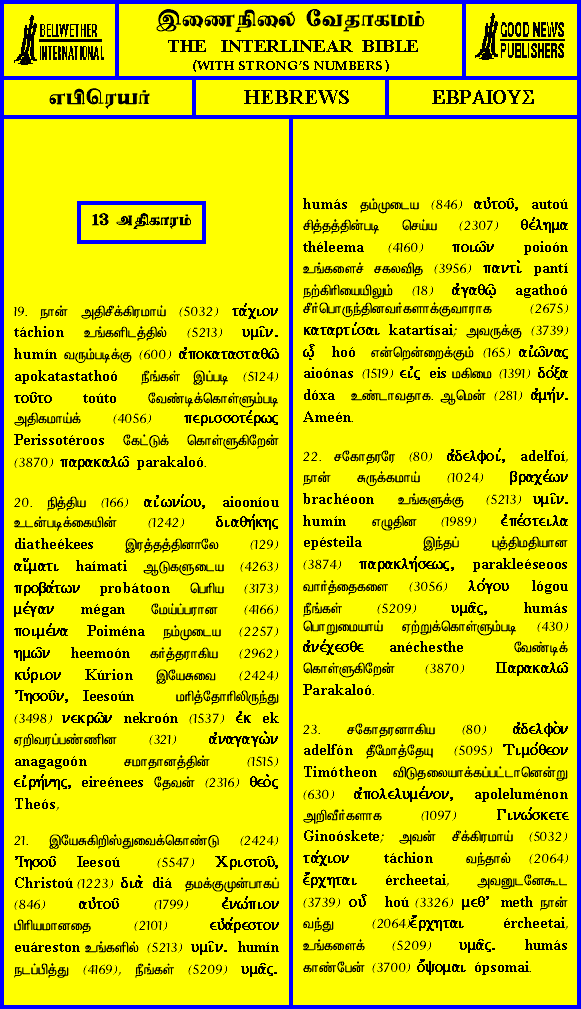 BELLWETHER
INTERNATIONAL
இணைநிலை வேதாகமம்
THE INTERLINEAR BIBLE
(WITH STRONG'S NUMBERS)
GOOD NEWS
PUBLISHERS
எபிரெயர்
HEBREWS
ΕΒΡΑΙΟΥΣ
13 அதிகாரம்
19. நான் அதிசீக்கிரமாய் (5032) τάχιον
táchion உங்களிடத்தில் (5213) υμῖν.
humín வரும்படிக்கு (600) ἀποκατασταθῶ
apokatastathoó நீங்கள் இப்படி (5124)
τοῦτο toúto வேண்டிக்கொள்ளும்படி
அதிகமாய்க் (4056) περισσοτέρως
Perissotéroos கேட்டுக் கொள்ளுகிறேன்
(3870) παρακαλῶ parakaloó.
20. நித்திய (166) αἰωνίου, aiooníou
உடன்படிக்கையின் (1242) διαθήκης
diatheékees இரத்தத்தினாலே (129)
αἵματι haímati ஆடுகளுடைய (4263)
προβάτων probátoon பெரிய (3173)
μέγαν mégan மேய்ப்பரான (4166)
ποιμένα Poiména நம்முடைய (2257)
ημῶν heemoón கர்த்தராகிய (2962)
κύριον Kúrion இயேசுவை (2424)
Ἰησοῦν, Ieesoún மரித்தோரிலிருந்து
(3498) νεκρῶν nekroón (1537) ἐκ ek
ஏறிவரப்பண்ணின (321) ἀναγαγὼν
anagagoón சமாதானத்தின் (1515)
εἰρήνης, eireénees தேவன் (2316) θεὸς
Theós,
21. இயேசுகிறிஸ்துவைக்கொண்டு (2424)
Ἰησοῦ Ieesoú (5547) Χριστοῦ,
Christoú (1223) διὰ diá தமக்குமுன்பாகப்
(846) αὐτοῦ (1799) ἐνώπιον
பிரியமானதை (2101) εὐάρεστον
euáreston உங்களில் (5213) υμῖν. humín
நடப்பித்து (4169), நீங்கள் (5209) υμᾶς.
humás தம்முடைய (846) αὐτοῦ, autoú
சித்தத்தின்படி செய்ய (2307) θέλημα
théleema (4160) ποιῶν poioón
உங்களைச் சகலவித (3956) παντὶ pantí
நற்கிரியையிலும் (18) ἀγαθῷ agathoó
சீர்பொருந்தினவர்களாக்குவாராக (2675)
καταρτίσαι katartísai; அவருக்கு (3739)
ᾧ hoó என்றென்றைக்கும் (165) αἰῶνας
aioónas (1519) εἰς eis மகிமை (1391) δόξα
dóxa உண்டாவதாக. ஆமென் (281) ἀμήν.
Ameén.
22. சகோதரரே (80) ἀδελφοί, adelfoí,
நான் சுருக்கமாய் (1024) βραχέων
brachéoon உங்களுக்கு (5213) υμῖν.
humín எழுதின (1989) ἐπέστειλα
epésteila இந்தப் புத்திமதியான
(3874) παρακλήσεως, parakleéseoos
வார்த்தைகளை (3056) λόγου lógou
நீங்கள் (5209) υμᾶς, humás
பொறுமையாய் ஏற்றுக்கொள்ளும்படி (430)
ἀνέχεσθε anéchesthe வேண்டிக்
கொள்ளுகிறேன் (3870) Παρακαλῶ
Parakaloó.
23. சகோதரனாகிய (80) ἀδελφὸν
adelfón தீமோத்தேயு (5095) Τιμόθεον
Timótheon விடுதலையாக்கப்பட்டானென்று
(630) ἀπολελυμένον, apoleluménon
அறிவீர்களாக (1097) Γινώσκετε
Ginoóskete; அவன் சீக்கிரமாய் (5032)
τάχιον táchion வந்தால் (2064)
ἔρχηται ércheetai, அவனுடனேகூட
(3739) οὗ hoú (3326) μεθ' meth நான்
வந்து (2064)ἔρχηται ércheetai,
உங்களைக் (5209) υμᾶς. humás
காண்பேன் (3700) ὄψομαι ópsomai.